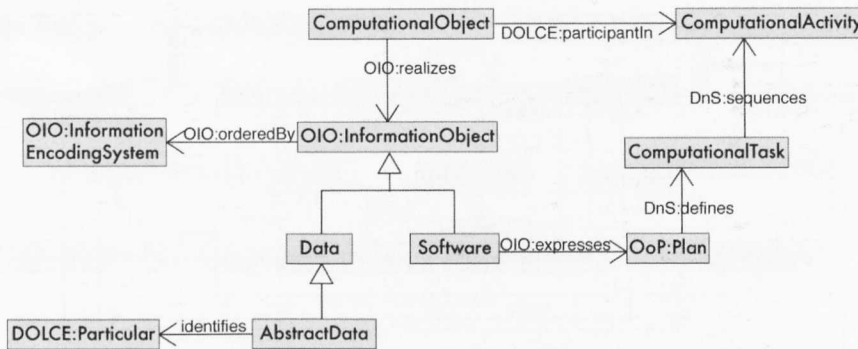 ComputationalObject
DOLCE:participantIn
ComputationalActivity
OIO:realizes
DnS:sequences
OIO:Information
EncodingSystem
OIO:orderedBy
OIO:InformationObject
ComputationalTask
DnS:defines
Data
Software
OIO:expresses
OoP:Plan
DOLCE:Particular
identifies
AbstractData